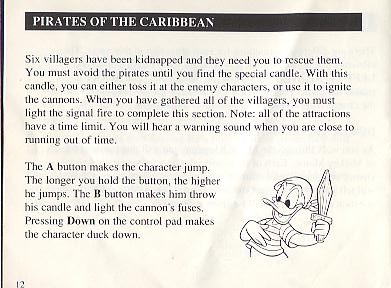 PIRATES OF THE CARIBBEAN
Six villagers have been kidnapped and they need you to rescue them.
You must avoid the pirates until you find the special candle. With this
candle, you can either toss it at the enemy characters, or use it to ignite
the cannons. When you have gathered all of the villagers, you must
light the signal fire to complete this section. Note: all of the attractions
have a time limit. You will hear a warning sound when you are close to
running out of time.
The A button makes the character jump.
The longer you hold the button, the higher
he jumps. The B button makes him throw
his candle and light the cannon's fuses.
Pressing Down on the control pad makes
the character duck down.
12